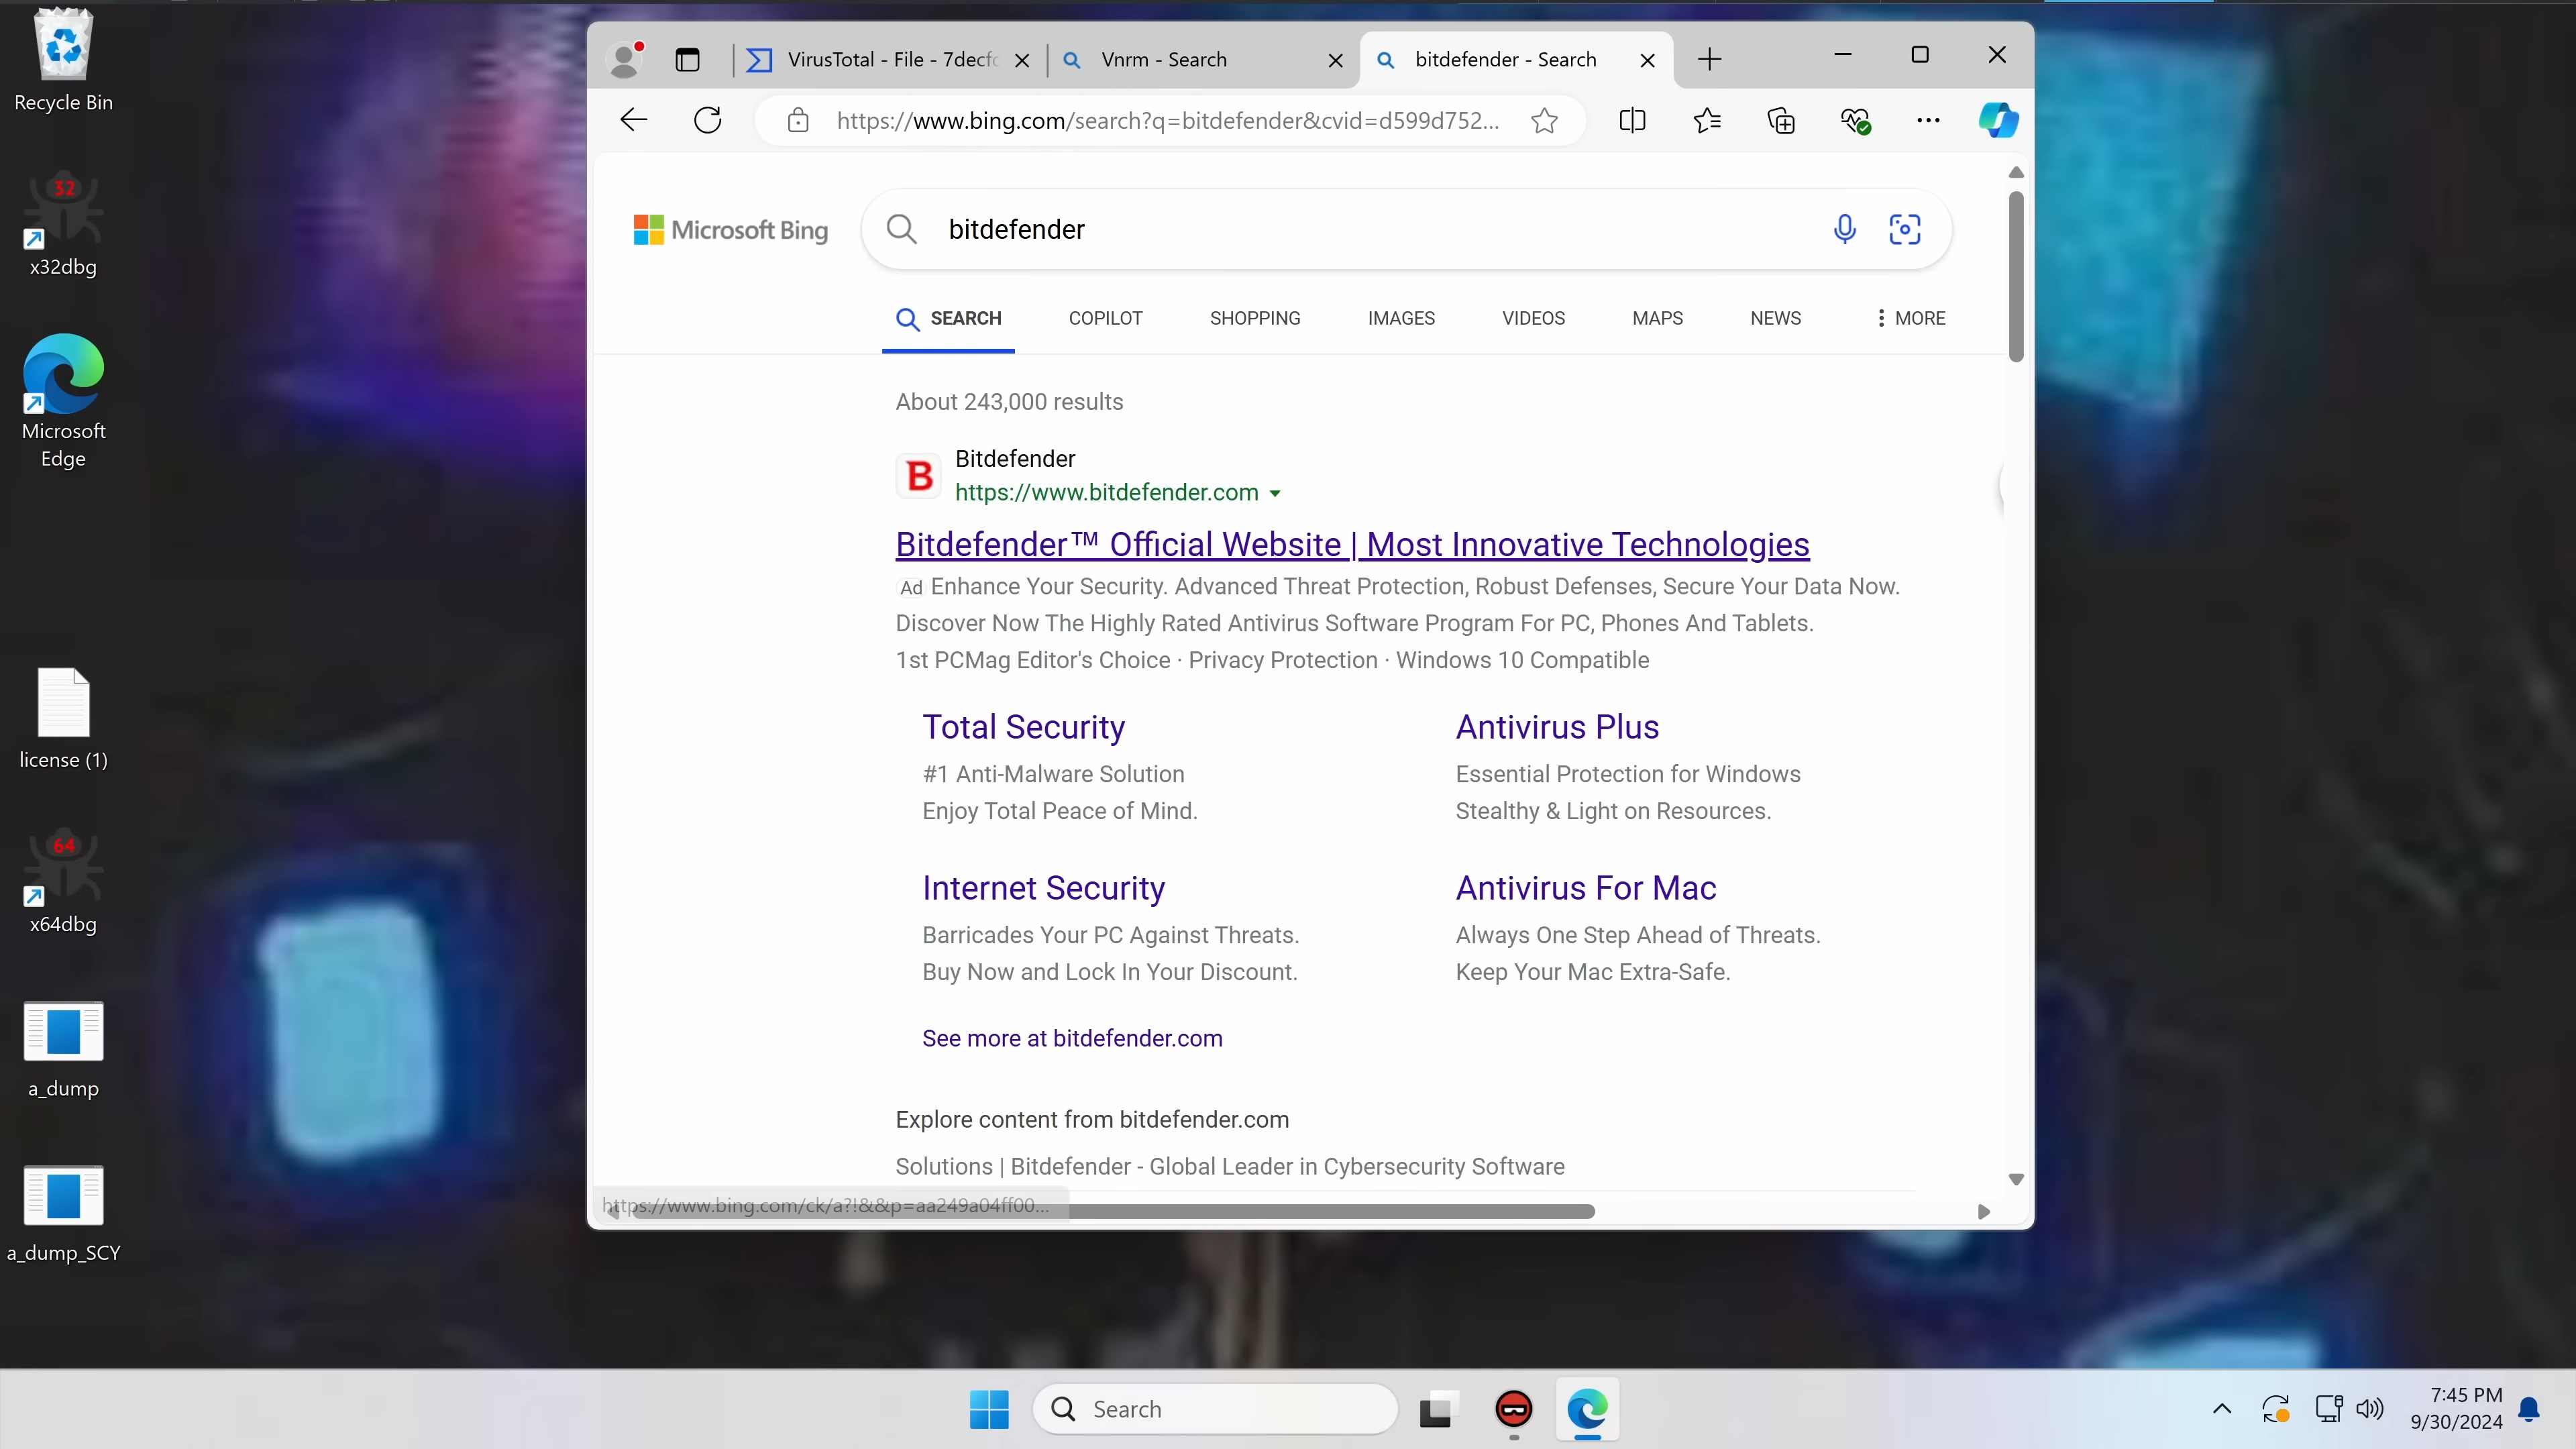 Recycle Bin
32
x32dbg
Microsoft
Edge
license (1)
64
x64dbg
a_dump
a_dump_SCY
VirusTotal - File - 7decf
Vnrm - Search
bitdefender - Search
https://www.bing.com/search?q=bitdefender&cvid=d599d752...
Microsoft Bing
bitdefender
SEARCH
COPILOT
SHOPPING
IMAGES
VIDEOS
MAPS
NEWS
MORE
About 243,000 results
B
Bitdefender
https://www.bitdefender.com
Bitdefender™ Official Website | Most Innovative Technologies
Ad Enhance Your Security. Advanced Threat Protection, Robust Defenses, Secure Your Data Now.
Discover Now The Highly Rated Antivirus Software Program For PC, Phones And Tablets.
1st PCMag Editor's Choice · Privacy Protection · Windows 10 Compatible
Total Security
#1 Anti-Malware Solution
Enjoy Total Peace of Mind.
Antivirus Plus
Essential Protection for Windows
Stealthy & Light on Resources.
Internet Security
Barricades Your PC Against Threats.
Buy Now and Lock In Your Discount.
Antivirus For Mac
Always One Step Ahead of Threats.
Keep Your Mac Extra-Safe.
See more at bitdefender.com
Explore content from bitdefender.com
Solutions | Bitdefender - Global Leader in Cybersecurity Software
https://www.bing.com/ck/a?!&&p=aa249a04ff00...
Search
7:45 PM
9/30/2024